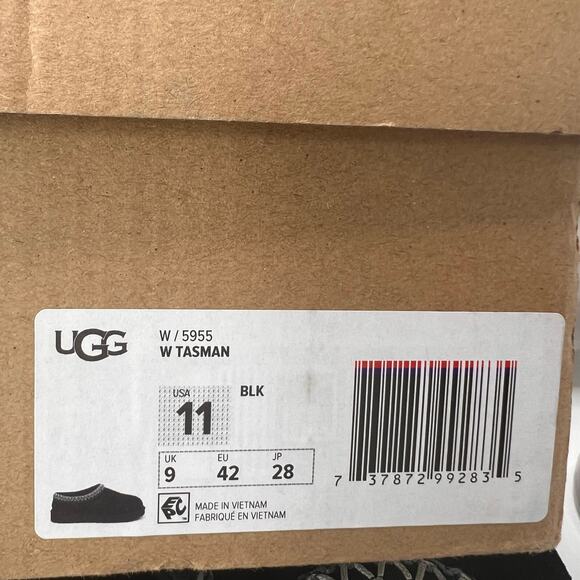 UGG
W / 5955
W TASMAN
USA
11
BLK
UK EU JP
9 42 28
7 37872 99283 5
EPC
MADE IN VIETNAM
FABRIQUÉ EN VIETNAM